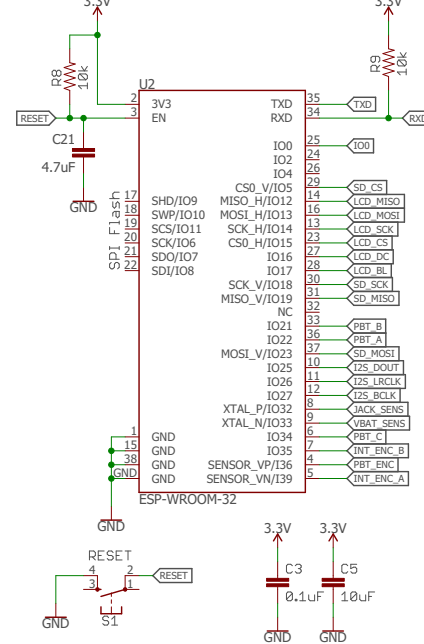 3.3V
3.3V
R8
10k
R9
10k
U2
2
3V3
TXD
35
TXD
RESET
3
EN
RXD
34
RXD
C21
4.7uF
GND
IO0
25
IO0
IO2
24
IO4
26
CS0_V/IO5
29
SD_CS
SPI Flash
17
SHD/IO9
MISO_H/IO12
14
LCD_MISO
18
SWP/IO10
MOSI_H/IO13
16
LCD_MOSI
19
SCS/IO11
SCK_H/IO14
13
LCD_SCK
20
SCK/IO6
CS0_H/IO15
23
LCD_CS
21
SDO/IO7
IO16
27
LCD_DC
22
SDI/IO8
IO17
28
LCD_BL
SCK_V/IO18
30
SD_SCK
MISO_V/IO19
31
SD_MISO
NC
32
IO21
33
PBT_B
IO22
36
PBT_A
MOSI_V/IO23
37
SD_MOSI
IO25
10
I2S_DOUT
IO26
11
I2S_LRCLK
IO27
12
I2S_BCLK
XTAL_P/IO32
8
JACK_SENS
XTAL_N/IO33
9
VBAT_SENS
1
GND
IO34
6
PBT_C
15
GND
IO35
7
INT_ENC_B
38
GND
SENSOR_VP/I36
4
PBT_ENC
GND
GND
SENSOR_VN/I39
5
INT_ENC_A
ESP-WROOM-32
GND
RESET
4
2
RESET
3
1
S1
GND
3.3V
3.3V
C3
0.1uF
C5
10uF
GND
GND